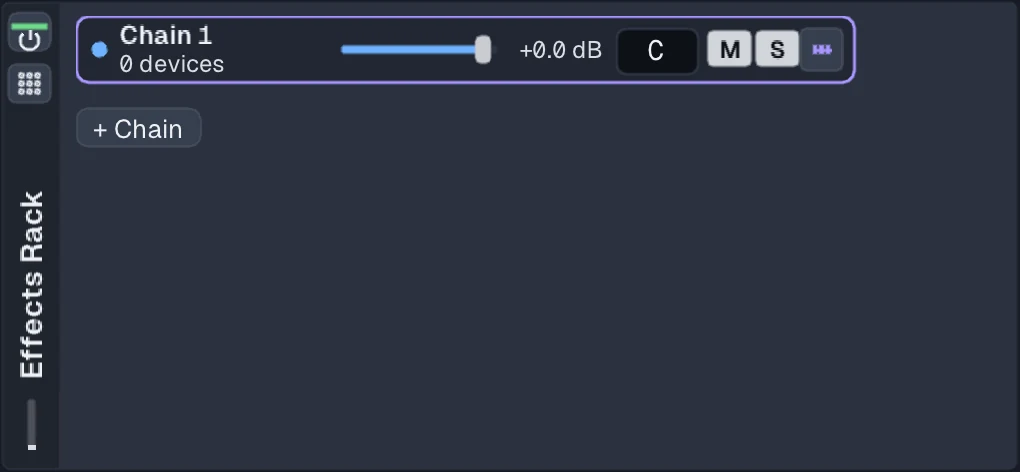 Chain 1
0 devices
+0.0 dB
C
M
S
+ Chain
Effects Rack